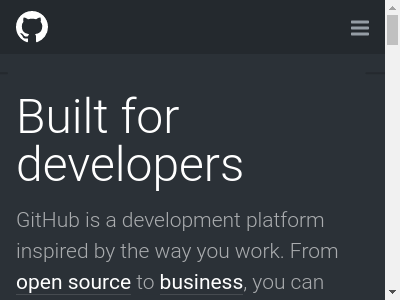 Built for
developers
GitHub is a development platform
inspired by the way you work. From
open source to business, you can